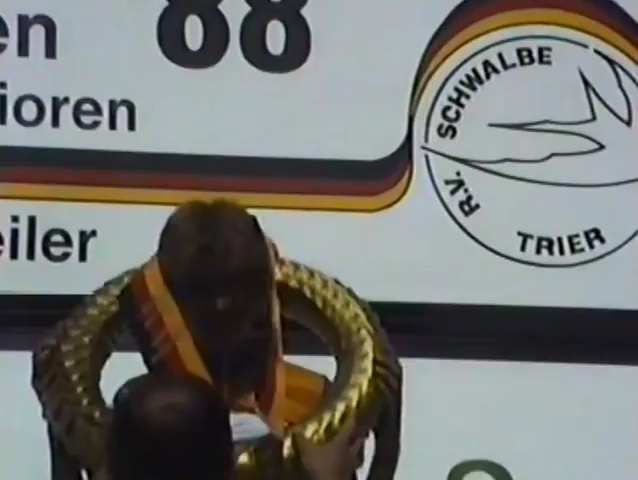 en 88
ioren
eiler
SCHWALBE
R.V.
TRIER